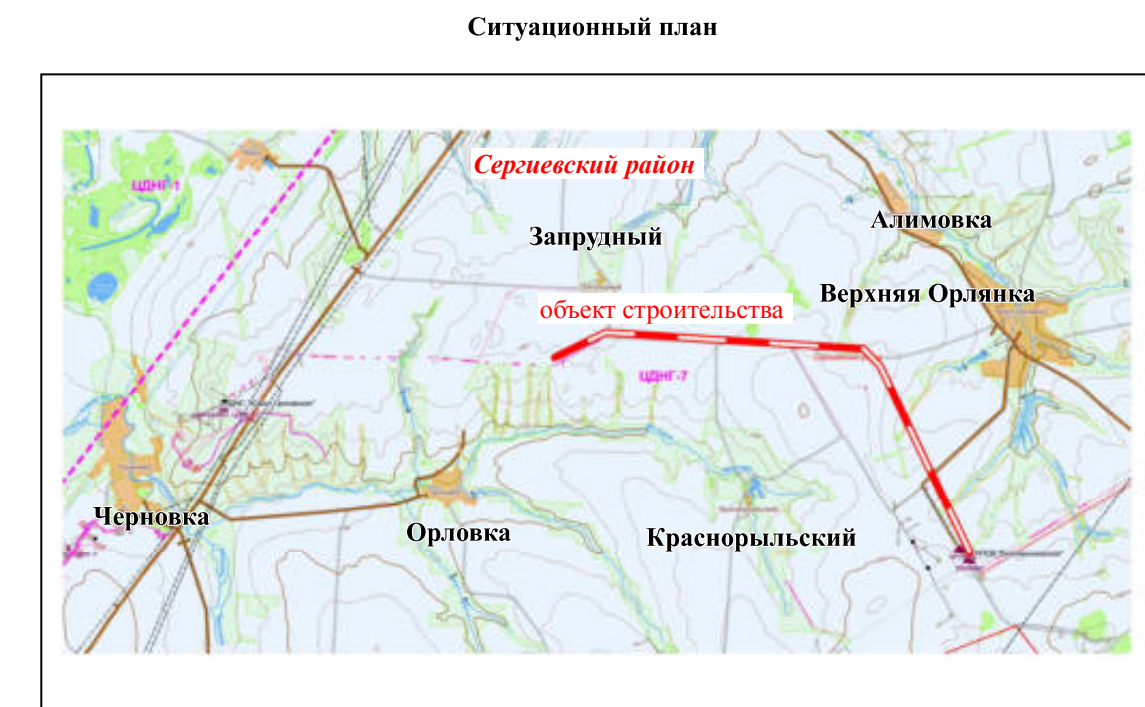 Ситуационный план
Сергиевский район
ЦДНГ-1
Алимовка
Запрудный
Верхняя Орлянка
объект строительства
ЦДНГ-7
Черновка
Орловка
Краснорыльский